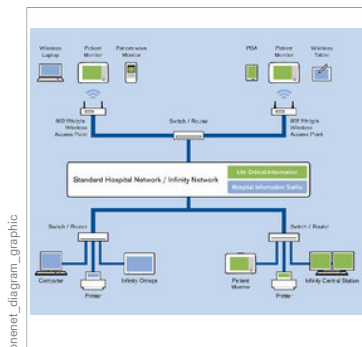 Wireless
Laptop
Patient
Monitor
Patient-worn
Monitor
PDA
Patient
Monitor
Wireless
Tablet
802.11b/g/a
Wireless
Access Point
Switch / Router
802.11b/g/a
Wireless
Access Point
Standard Hospital Network / Infinity Network
Life-Critical Information
Hospital Information Traffic
Switch / Router
Switch / Router
Computer
Printer
Infinity Omega
Patient
Monitor
Printer
Infinity Central Station
onenet_diagram_graphic